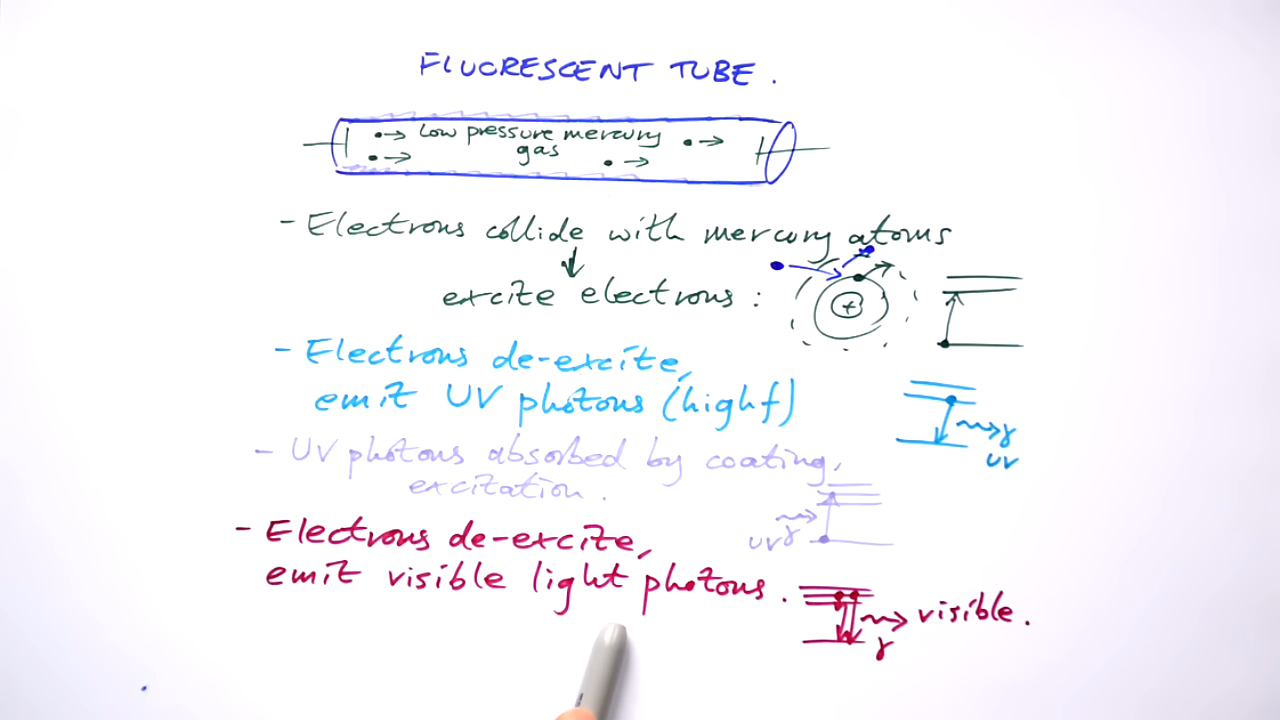 FLUORESCENT TUBE.
low pressure mercury
gas
- Electrons collide with mercury atoms
excite electrons :
+
- Electrons de-excite,
emit UV photons (high f)
γ
UV
- UV photons absorbed by coating,
excitation.
UV γ
- Electrons de-excite,
emit visible light photons.
visible.
γ